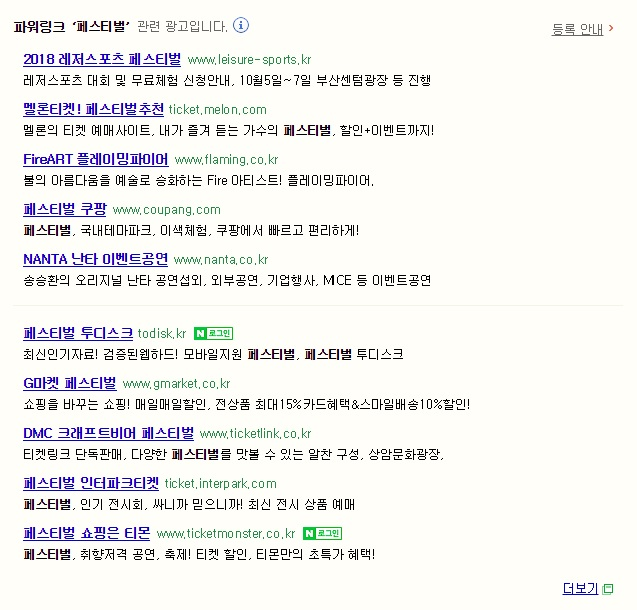 파워링크 '페스티벌' 관련 광고입니다. i 등록 안내 >
2018 레저스포츠 페스티벌 www.leisure-sports.kr
레저스포츠 대회 및 무료체험 신청안내, 10월5일~7일 부산센텀광장 등 진행
멜론티켓! 페스티벌추천 ticket.melon.com
멜론의 티켓 예매사이트, 내가 즐겨 듣는 가수의 페스티벌, 할인+이벤트까지!
FireART 플레이밍파이어 www.flaming.co.kr
불의 아름다움을 예술로 승화하는 Fire 아티스트! 플레이밍파이어.
페스티벌 쿠팡 www.coupang.com
페스티벌, 국내테마파크, 이색체험, 쿠팡에서 빠르고 편리하게!
NANTA 난타 이벤트공연 www.nanta.co.kr
송승환의 오리지널 난타 공연섭외, 외부공연, 기업행사, MICE 등 이벤트공연
페스티벌 투디스크 todisk.kr N 로그인
최신인기자료! 검증된웹하드! 모바일지원 페스티벌, 페스티벌 투디스크
G마켓 페스티벌 www.gmarket.co.kr
쇼핑을 바꾸는 쇼핑! 매일매일할인, 전상품 최대15%카드혜택&스마일배송10%할인!
DMC 크래프트비어 페스티벌 www.ticketlink.co.kr
티켓링크 단독판매, 다양한 페스티벌를 맛볼 수 있는 알찬 구성, 상암문화광장,
페스티벌 인터파크티켓 ticket.interpark.com
페스티벌, 인기 전시회, 싸니까 믿으니까! 최신 전시 상품 예매
페스티벌 쇼핑은 티몬 www.ticketmonster.co.kr N 로그인
페스티벌, 취향저격 공연, 축제! 티켓 할인, 티몬만의 초특가 혜택!
더보기